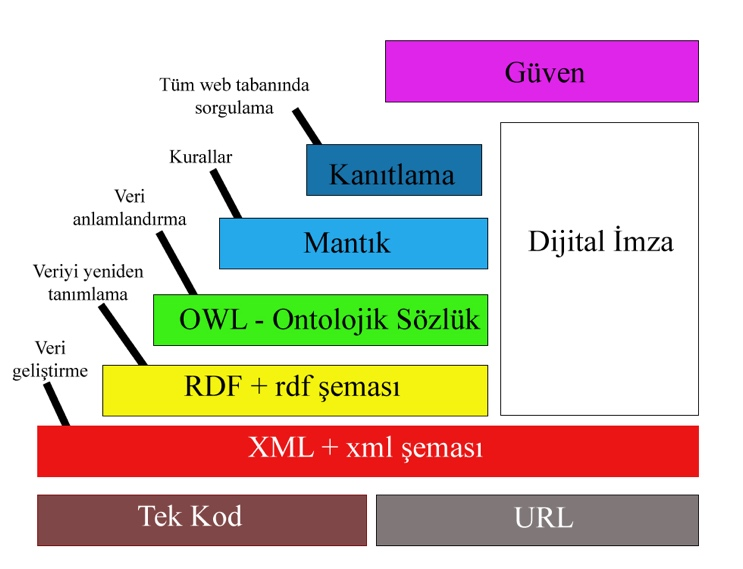 Güven
Tüm web tabanında
sorgulama
Kanıtlama
Kurallar
Mantık
Dijital İmza
Veri
anlamlandırma
OWL - Ontolojik Sözlük
Veriyi yeniden
tanımlama
RDF + rdf şeması
Veri
geliştirme
XML + xml şeması
Tek Kod
URL